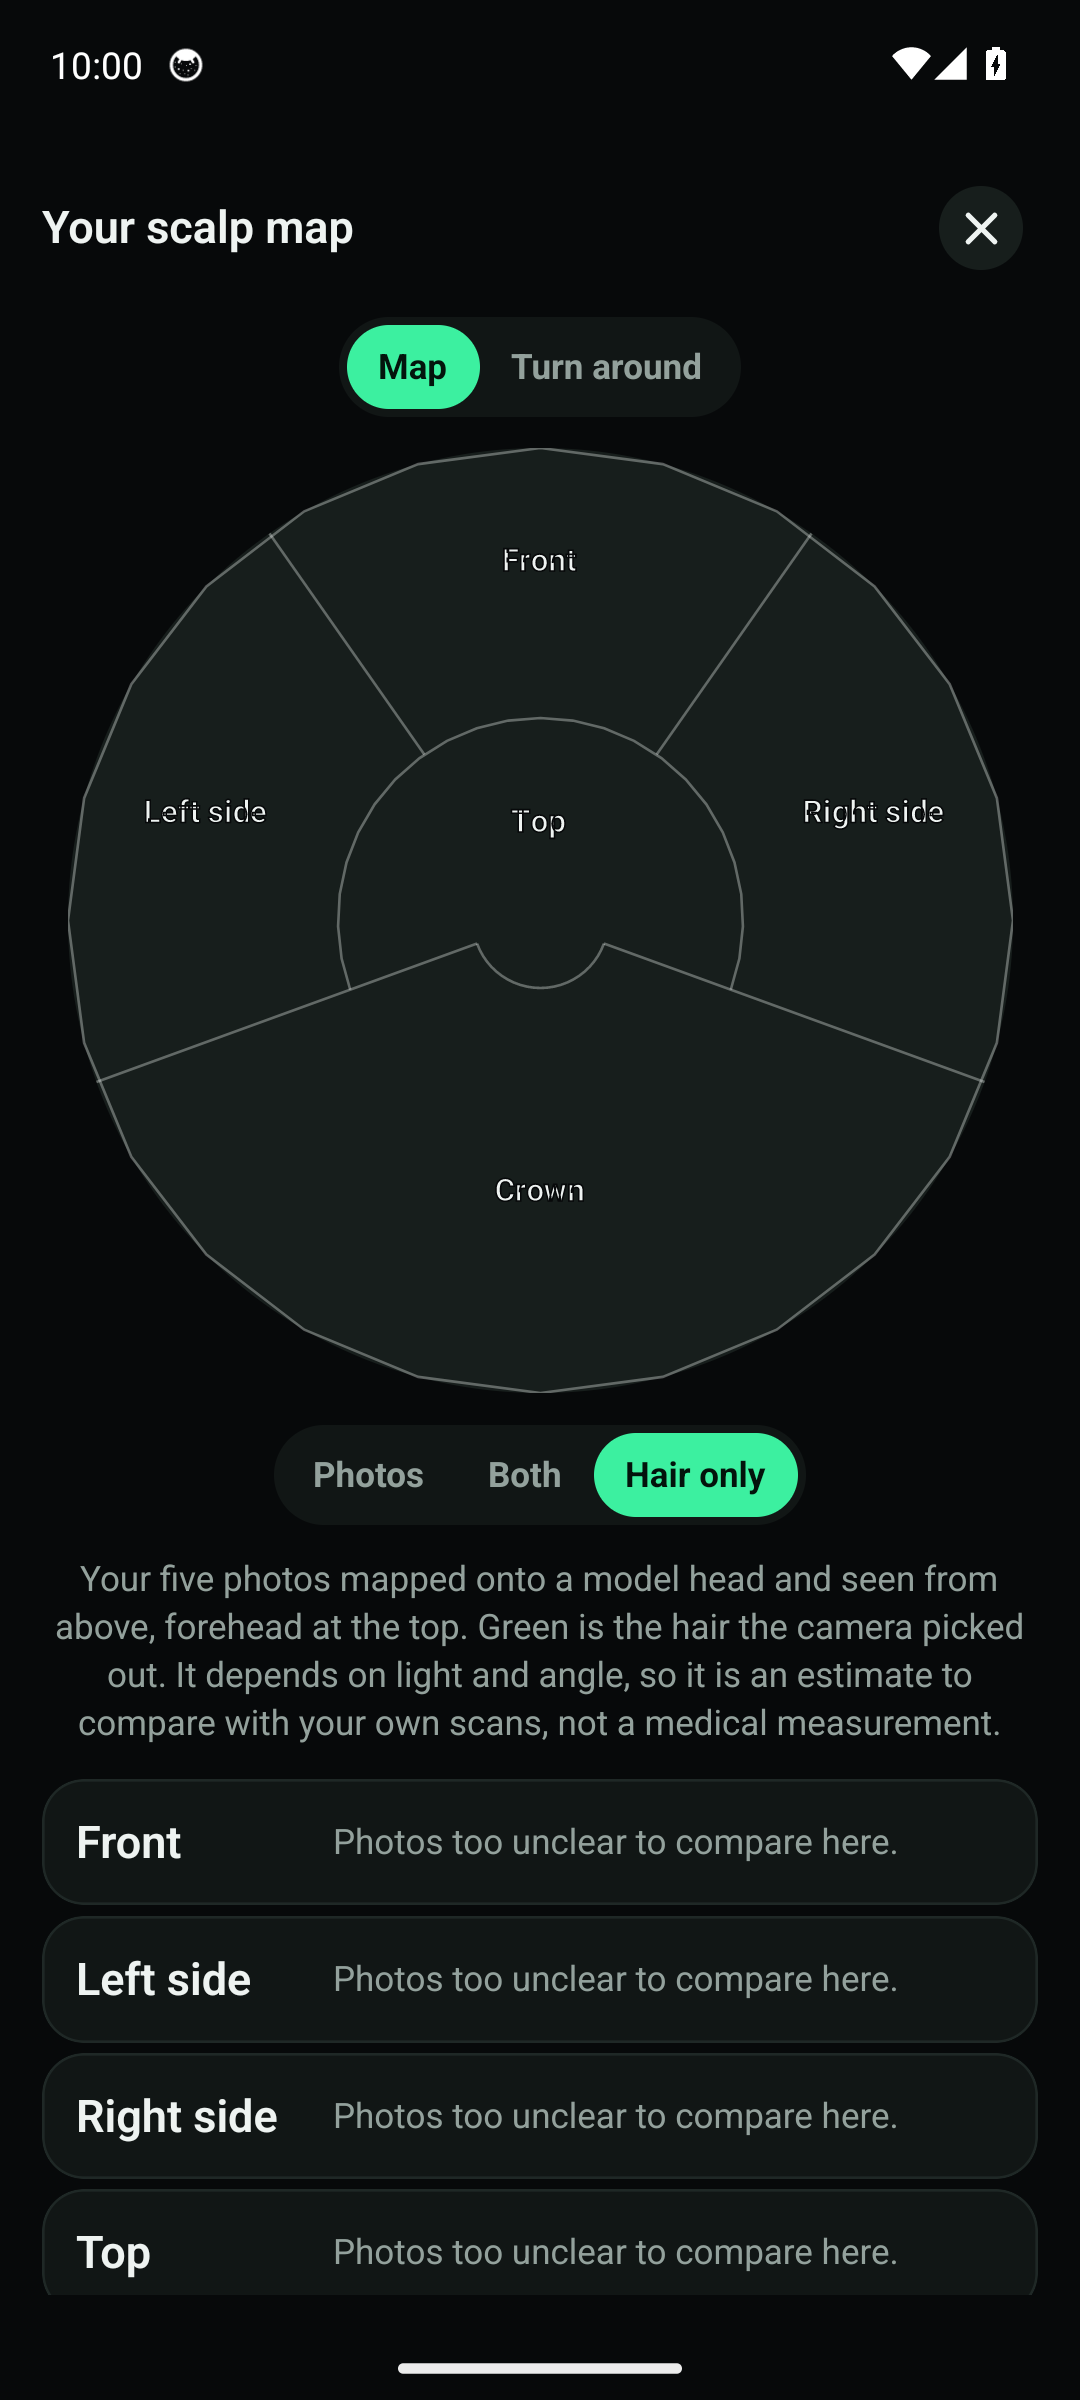 10:00
Your scalp map
Map
Turn around
Front
Left side
Top
Right side
Crown
Photos
Both
Hair only
Your five photos mapped onto a model head and seen from
above, forehead at the top. Green is the hair the camera picked
out. It depends on light and angle, so it is an estimate to
compare with your own scans, not a medical measurement.
Front
Photos too unclear to compare here.
Left side
Photos too unclear to compare here.
Right side
Photos too unclear to compare here.
Top
Photos too unclear to compare here.